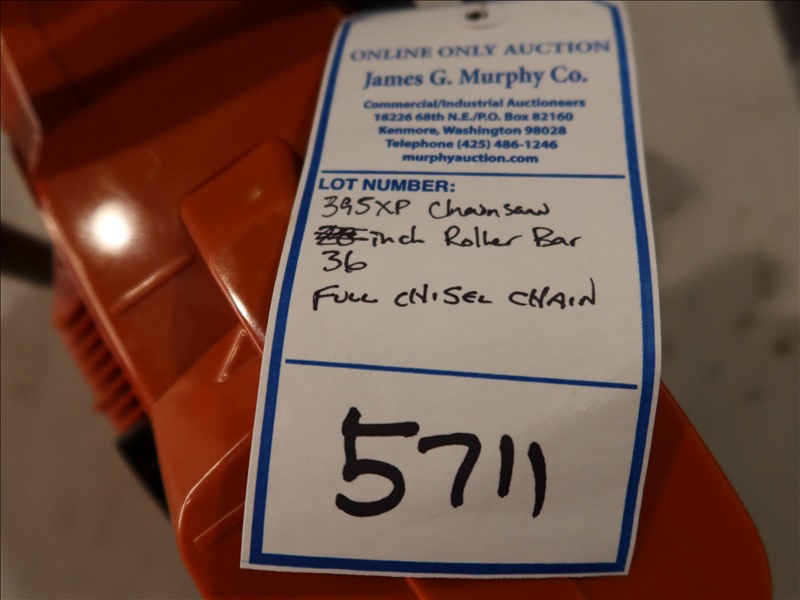 ONLINE ONLY AUCTION
James G. Murphy Co.
Commercial/Industrial Auctioneers
18226 68th N.E./P.O. Box 82160
Kenmore, Washington 98028
Telephone (425) 486-1246
murphyauction.com
LOT NUMBER:
395XP Chainsaw
inch Roller Bar
36
FULL CHISEL CHAIN
5711